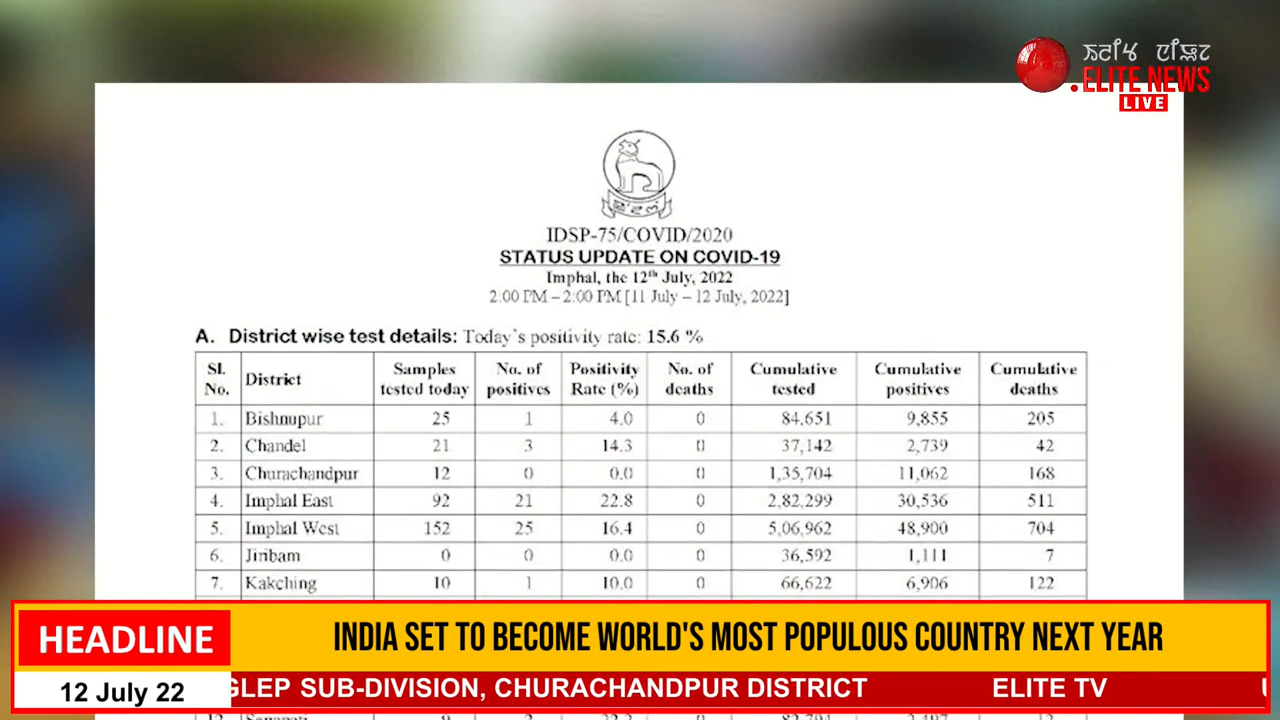 ꯑꯦꯂꯤꯠ ꯅ꯭ꯌꯨꯖ
ELITE NEWS
LIVE
IDSP-75/COVID/2020
STATUS UPDATE ON COVID-19
Imphal, the 12th July, 2022
2:00 PM – 2:00 PM [11 July – 12 July, 2022]
A. District wise test details: Today's positivity rate: 15.6 %
Sl. No. District Samples tested today No. of positives Positivity Rate (%) No. of deaths Cumulative tested Cumulative positives Cumulative deaths
1. Bishnupur 25 1 4.0 0 84,651 9,855 205
2. Chandel 21 3 14.3 0 37,142 2,739 42
3. Churachandpur 12 0 0.0 0 1,35,704 11,062 168
4. Imphal East 92 21 22.8 0 2,82,299 30,536 511
5. Imphal West 152 25 16.4 0 5,06,962 48,900 704
6. Jiribam 0 0 0.0 0 36,592 1,111 7
7. Kakching 10 1 10.0 0 66,622 6,906 122
HEADLINE
INDIA SET TO BECOME WORLD'S MOST POPULOUS COUNTRY NEXT YEAR
12 July 22
GLEP SUB-DIVISION, CHURACHANDPUR DISTRICT ELITE TV